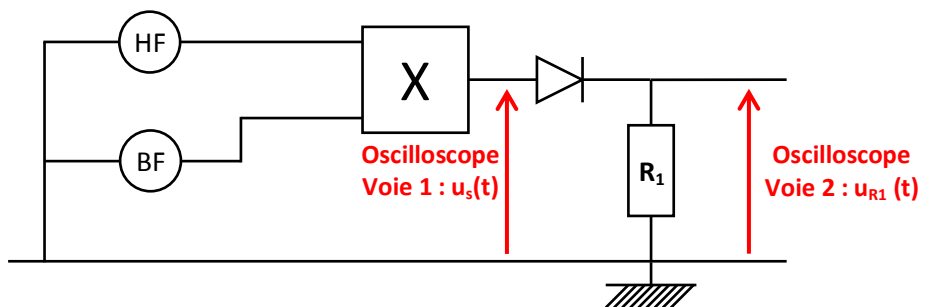 HF
X
BF
Oscilloscope
Voie 1 : us(t)
R1
Oscilloscope
Voie 2 : uR1 (t)